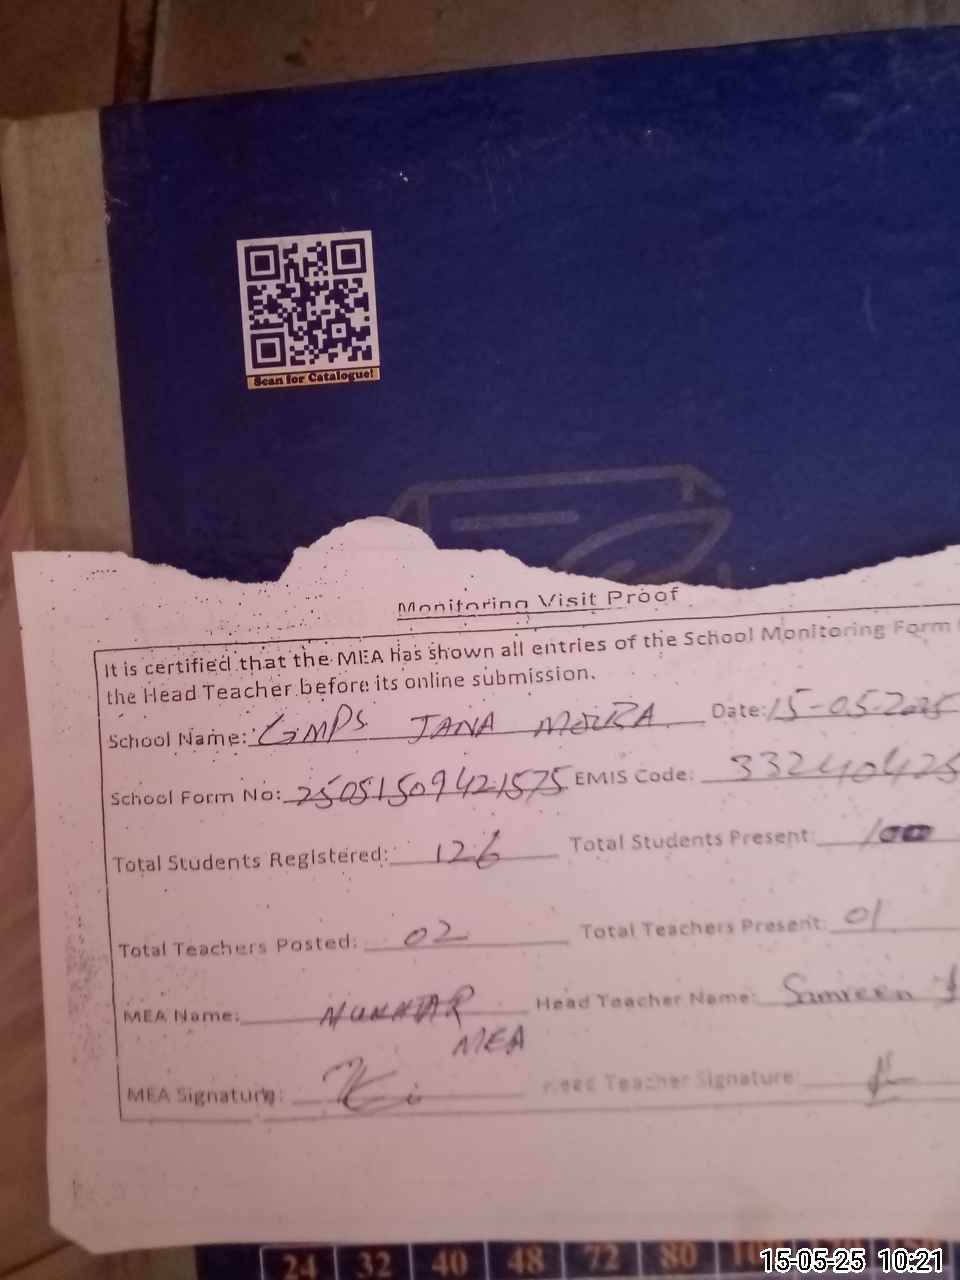 Scan for Catalogue!
Monitoring Visit Proof
It is certified that the MEA has shown all entries of the School Monitoring Form
the Head Teacher before its online submission.
School Name: GMPS JANA MOURA Date: 15-05-2025
School Form No: 25051509421575 EMIS Code: 33240425
Total Students Registered: 126 Total Students Present: 100
Total Teachers Posted: 02 Total Teachers Present: 01
MEA Name: Head Teacher Name: Samreen
MEA
MEA Signature: Head Teacher Signature:
24 32 40 48 72 80
15-05-25 10:21